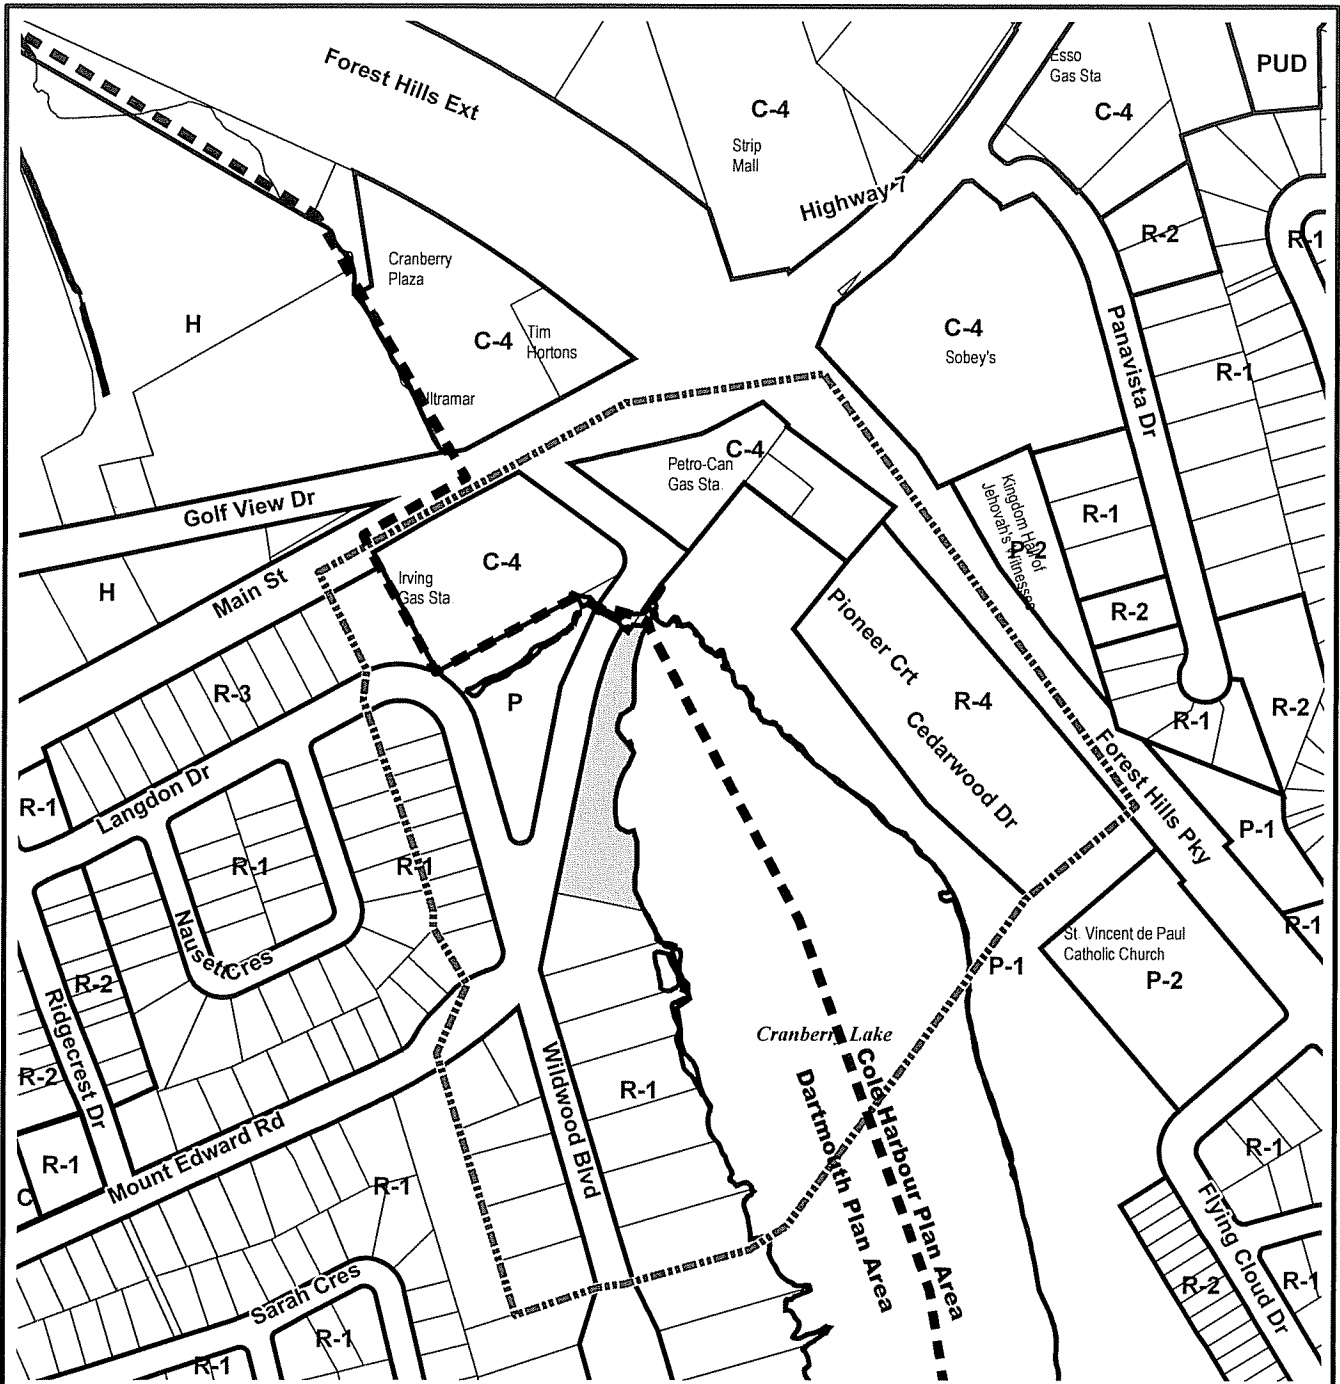 Forest Hills Ext
C-4
Strip
Mall
Esso
Gas Sta
C-4
PUD
Highway 7
R-2
R-1
Cranberry
Plaza
H
C-4
Tim
Hortons
C-4
Sobey's
Panavista Dr
R-1
Petro-Can
Gas Sta.
C-4
Golf View Dr
Kingdom Hall of
Jehovah's Witnesses
P-2
R-1
H
Main St
Irving
Gas Sta
C-4
R-2
R-3
P
Pioneer Crt
R-4
R-1
R-2
Cedarwood Dr
Forest Hills Pky
R-1
Langdon Dr
P-1
R-1
R-1
Nausett Cres
P-1
St. Vincent de Paul
Catholic Church
P-1
P-2
R-2
Ridgecrest Dr
Cranberry Lake
R-2
Wildwood Blvd
R-1
Cole Harbour Plan Area
Dartmouth Plan Area
R-1
C
Mount Edward Rd
R-1
R-1
Flying Cloud Dr
R-2
R-1
Sarah Cres
R-1
R-1